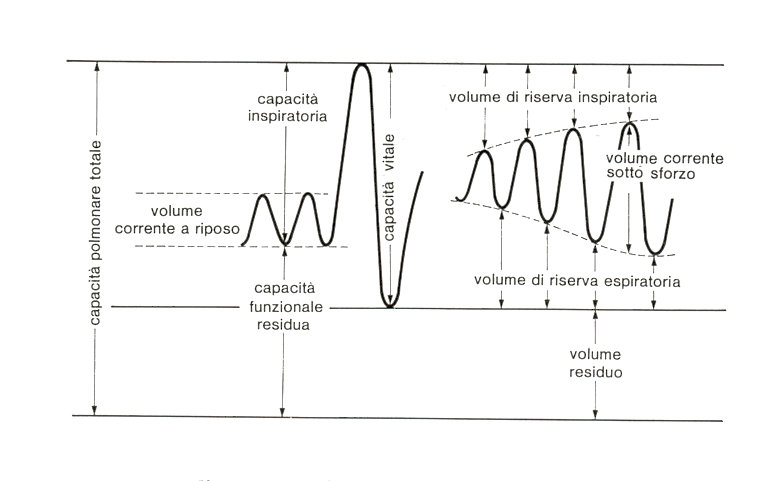 capacità polmonare totale
capacità
inspiratoria
volume
corrente a riposo
capacità
funzionale
residua
capacità vitale
volume di riserva inspiratoria
volume corrente
sotto sforzo
volume di riserva espiratoria
volume
residuo